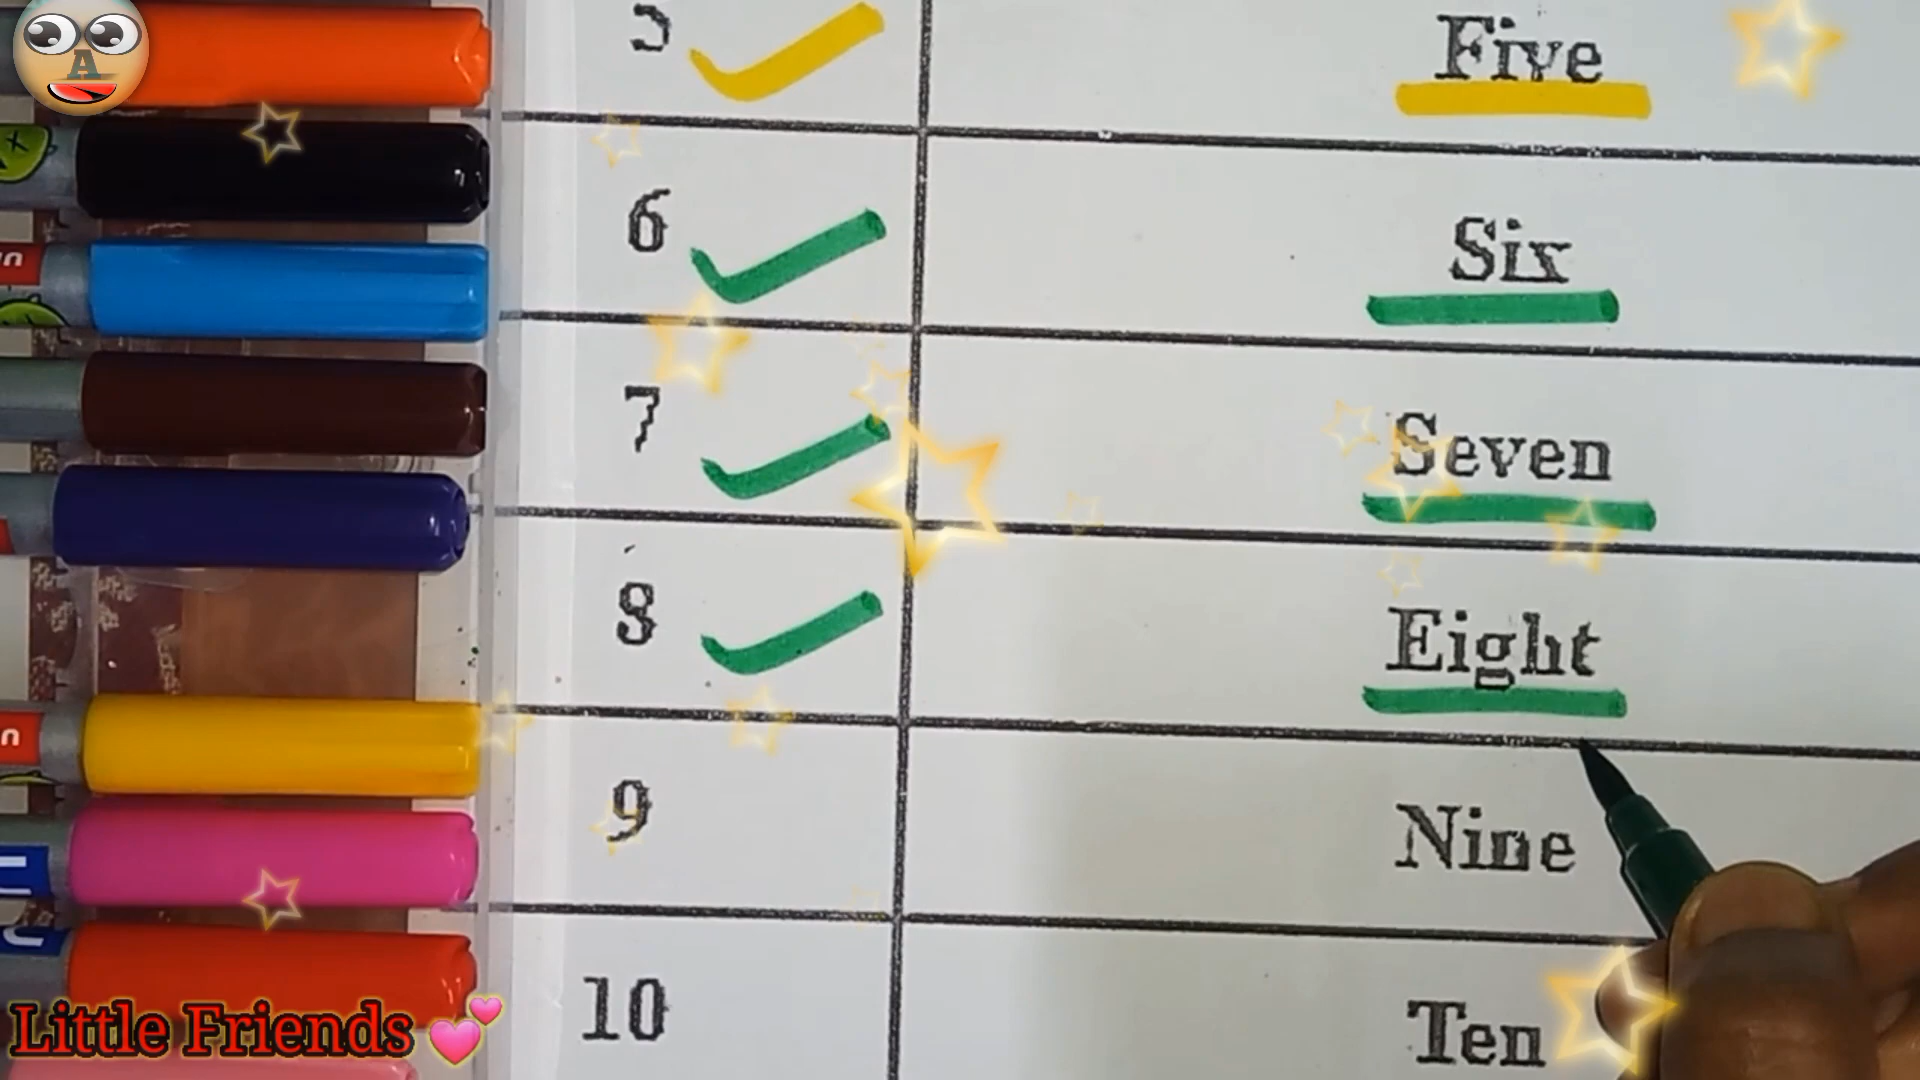 A
5 Five
6 Six
7 Seven
8 Eight
9 Nine
10 Ten
Little Friends